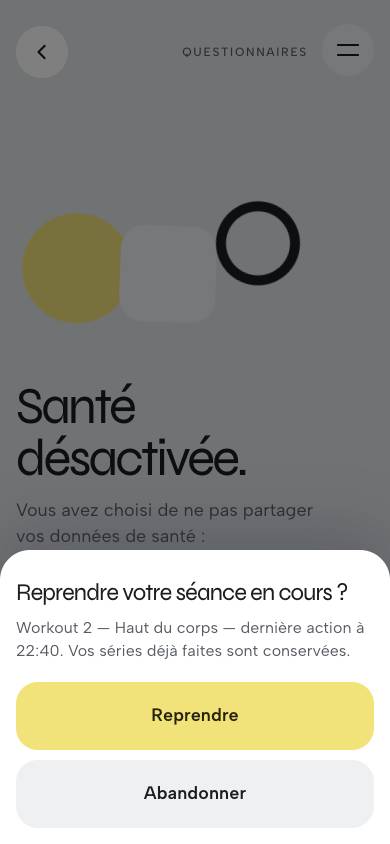 QUESTIONNAIRES
Santé
désactivée.
Vous avez choisi de ne pas partager
vos données de santé :
Reprendre votre séance en cours ?
Workout 2 — Haut du corps — dernière action à
22:40. Vos séries déjà faites sont conservées.
Reprendre
Abandonner